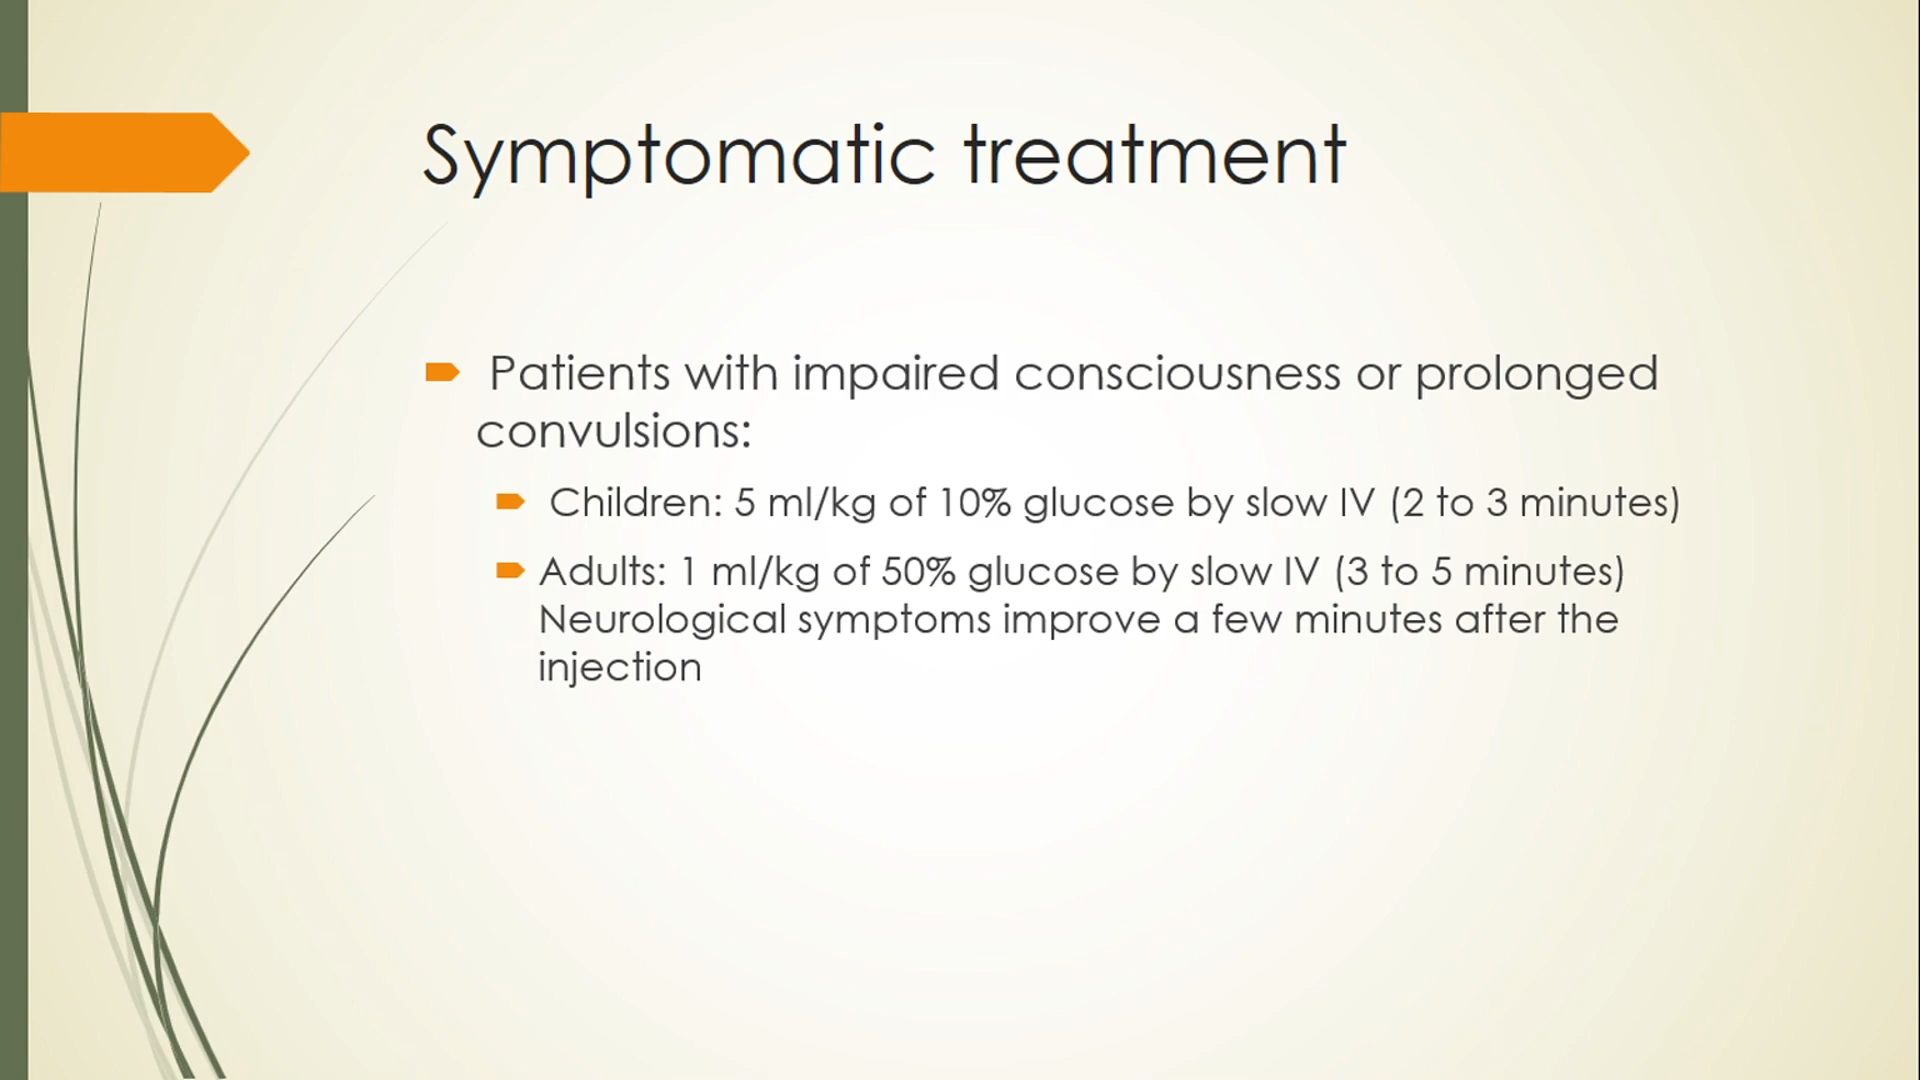 Symptomatic treatment
Patients with impaired consciousness or prolonged
convulsions:
Children: 5 ml/kg of 10% glucose by slow IV (2 to 3 minutes)
Adults: 1 ml/kg of 50% glucose by slow IV (3 to 5 minutes)
Neurological symptoms improve a few minutes after the
injection